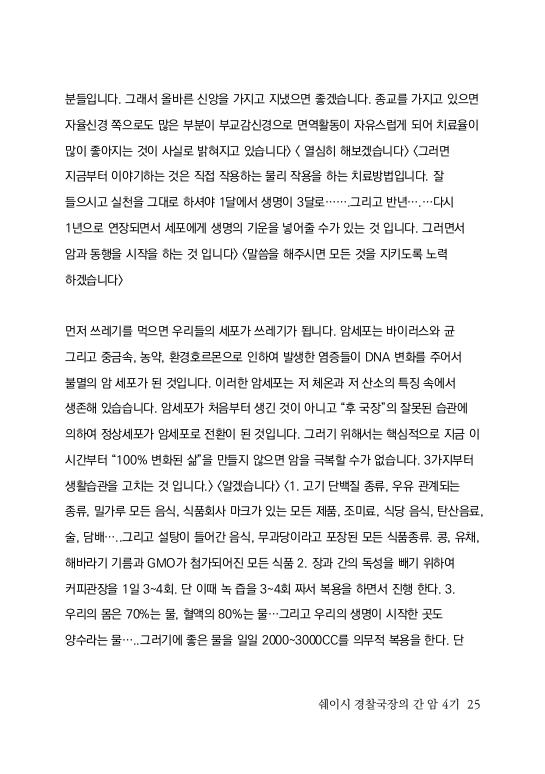 분들입니다. 그래서 올바른 신앙을 가지고 지냈으면 좋겠습니다. 종교를 가지고 있으면
자율신경 쪽으로도 많은 부분이 부교감신경으로 면역활동이 자유스럽게 되어 치료율이
많이 좋아지는 것이 사실로 밝혀지고 있습니다> < 열심히 해보겠습니다> <그러면
지금부터 이야기하는 것은 직접 작용하는 물리 작용을 하는 치료방법입니다. 잘
들으시고 실천을 그대로 하셔야 1달에서 생명이 3달로…….그리고 반년….…다시
1년으로 연장되면서 세포에게 생명의 기운을 넣어줄 수가 있는 것 입니다. 그러면서
암과 동행을 시작을 하는 것 입니다> <말씀을 해주시면 모든 것을 지키도록 노력
하겠습니다>
먼저 쓰레기를 먹으면 우리들의 세포가 쓰레기가 됩니다. 암세포는 바이러스와 균
그리고 중금속, 농약, 환경호르몬으로 인하여 발생한 염증들이 DNA 변화를 주어서
불멸의 암 세포가 된 것입니다. 이러한 암세포는 저 체온과 저 산소의 특징 속에서
생존해 있습습니다. 암세포가 처음부터 생긴 것이 아니고 “후 국장”의 잘못된 습관에
의하여 정상세포가 암세포로 전환이 된 것입니다. 그러기 위해서는 핵심적으로 지금 이
시간부터 “100% 변화된 삶”을 만들지 않으면 암을 극복할 수가 없습니다. 3가지부터
생활습관을 고치는 것 입니다.> <알겠습니다> <1. 고기 단백질 종류, 우유 관계되는
종류, 밀가루 모든 음식, 식품회사 마크가 있는 모든 제품, 조미료, 식당 음식, 탄산음료,
술, 담배…..그리고 설탕이 들어간 음식, 무과당이라고 포장된 모든 식품종류. 콩, 유채,
해바라기 기름과 GMO가 첨가되어진 모든 식품 2. 장과 간의 독성을 빼기 위하여
커피관장을 1일 3~4회. 단 이때 녹 즙을 3~4회 짜서 복용을 하면서 진행 한다. 3.
우리의 몸은 70%는 물, 혈액의 80%는 물…그리고 우리의 생명이 시작한 곳도
양수라는 물…..그러기에 좋은 물을 일일 2000~3000CC를 의무적 복용을 한다. 단
쉐이시 경찰국장의 간 암 4기 25